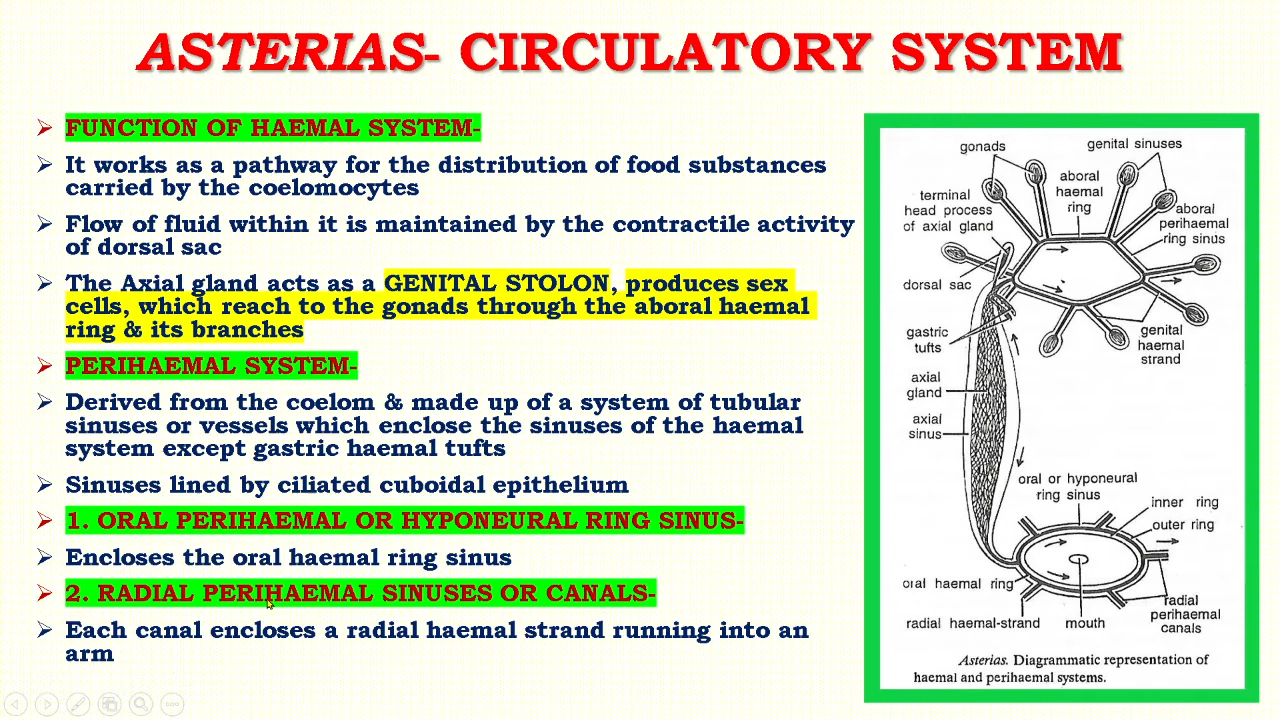 ASTERIAS- CIRCULATORY SYSTEM
FUNCTION OF HAEMAL SYSTEM-
It works as a pathway for the distribution of food substances
carried by the coelomocytes
Flow of fluid within it is maintained by the contractile activity
of dorsal sac
The Axial gland acts as a GENITAL STOLON, produces sex
cells, which reach to the gonads through the aboral haemal
ring & its branches
PERIHAEMAL SYSTEM-
Derived from the coelom & made up of a system of tubular
sinuses or vessels which enclose the sinuses of the haemal
system except gastric haemal tufts
Sinuses lined by ciliated cuboidal epithelium
1. ORAL PERIHAEMAL OR HYPONEURAL RING SINUS-
Encloses the oral haemal ring sinus
2. RADIAL PERIHAEMAL SINUSES OR CANALS-
Each canal encloses a radial haemal strand running into an
arm
gonads
genital sinuses
aboral
haemal
ring
terminal
head process
of axial gland
aboral
perihaemal
ring sinus
dorsal sac
gastric
tufts
genital
haemal
strand
axial
gland
axial
sinus
oral or hyponeural
ring sinus
inner ring
outer ring
oral haemal ring
radial haemal-strand
mouth
radial
perihaemal
canals
Asterias. Diagrammatic representation of
haemal and perihaemal systems.